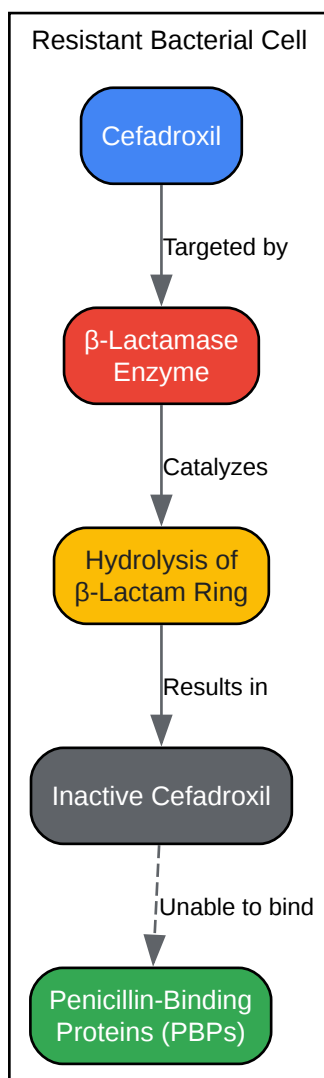 Resistant Bacterial Cell
Cefadroxil
Targeted by
β-Lactamase
Enzyme
Catalyzes
Hydrolysis of
β-Lactam Ring
Results in
Inactive Cefadroxil
Unable to bind
Penicillin-Binding
Proteins (PBPs)